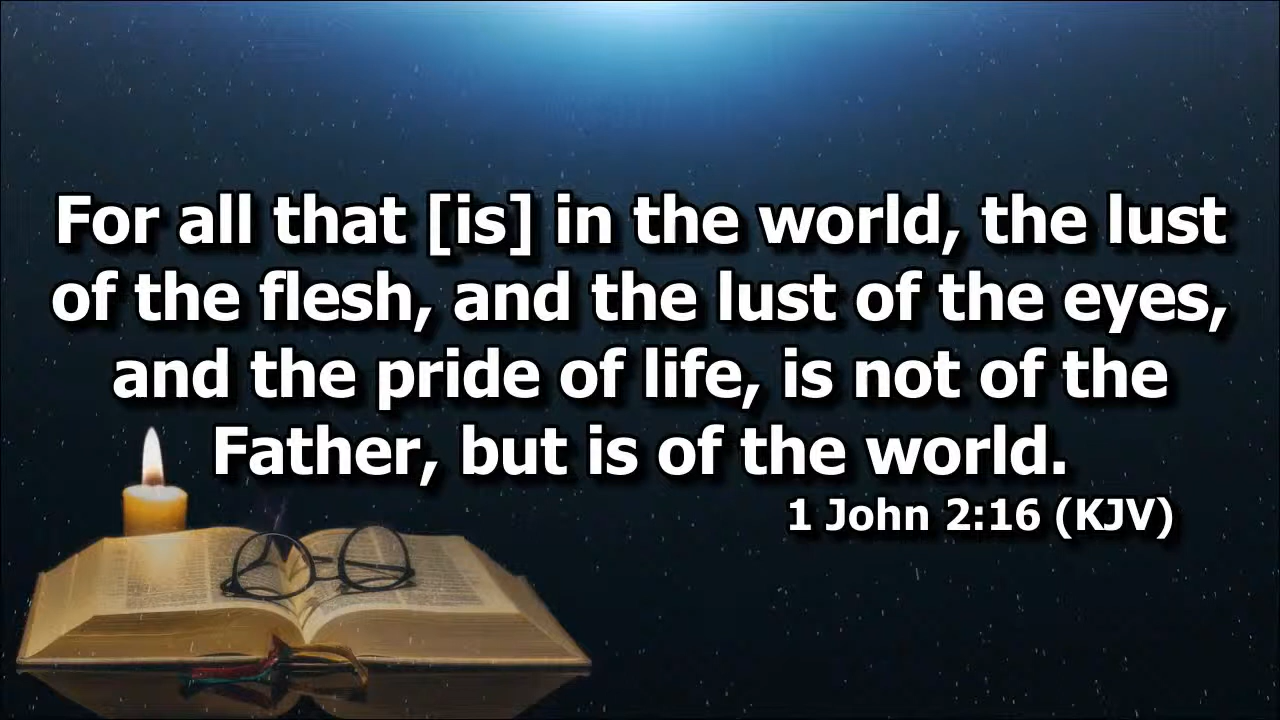 For all that [is] in the world, the lust
of the flesh, and the lust of the eyes,
and the pride of life, is not of the
Father, but is of the world.
1 John 2:16 (KJV)